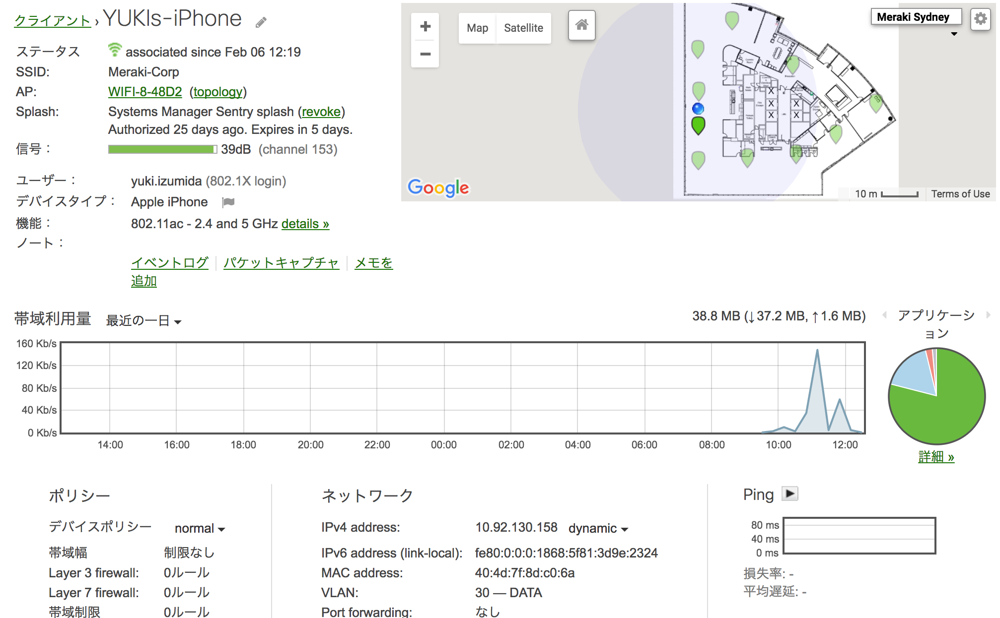 クライアント › YUKIs-iPhone
ステータス associated since Feb 06 12:19
SSID: Meraki-Corp
AP: WIFI-8-48D2 (topology)
Splash: Systems Manager Sentry splash (revoke)
Authorized 25 days ago. Expires in 5 days.
信号： 39dB (channel 153)
ユーザー： yuki.izumida (802.1X login)
デバイスタイプ： Apple iPhone
機能： 802.11ac - 2.4 and 5 GHz details »
ノート：
イベントログ パケットキャプチャ メモを
追加
+
−
Map Satellite
Meraki Sydney
Google
10 m Terms of Use
帯域利用量 最近の一日
38.8 MB (↓37.2 MB, ↑1.6 MB)
アプリケーシ
ョン
160 Kb/s
120 Kb/s
80 Kb/s
40 Kb/s
0 Kb/s
14:00 16:00 18:00 20:00 22:00 00:00 02:00 04:00 06:00 08:00 10:00 12:00
詳細 »
ポリシー
デバイスポリシー normal
帯域幅 制限なし
Layer 3 firewall: 0ルール
Layer 7 firewall: 0ルール
帯域制限 0ルール
ネットワーク
IPv4 address: 10.92.130.158 dynamic
IPv6 address (link-local): fe80:0:0:0:1868:5f81:3d9e:2324
MAC address: 40:4d:7f:8d:c0:6a
VLAN: 30 — DATA
Port forwarding: なし
Ping
80 ms
40 ms
0 ms
損失率: -
平均遅延: -